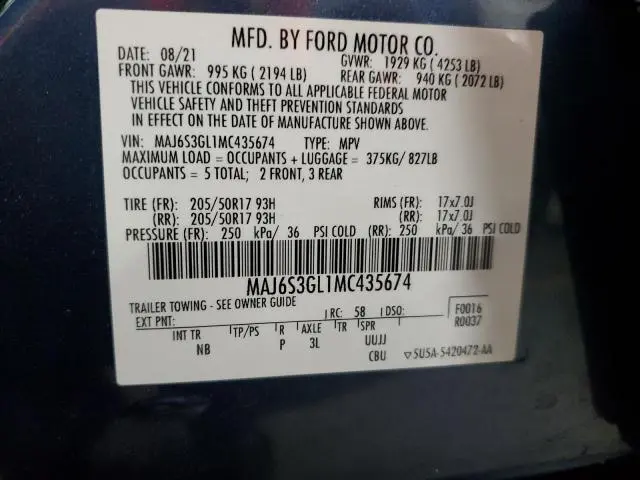 MFD. BY FORD MOTOR CO.
DATE: 08/21 GVWR: 1929 KG ( 4253 LB)
FRONT GAWR: 995 KG ( 2194 LB) REAR GAWR: 940 KG ( 2072 LB)
THIS VEHICLE CONFORMS TO ALL APPLICABLE FEDERAL MOTOR
VEHICLE SAFETY AND THEFT PREVENTION STANDARDS
IN EFFECT ON THE DATE OF MANUFACTURE SHOWN ABOVE.
VIN: MAJ6S3GL1MC435674 TYPE: MPV
MAXIMUM LOAD = OCCUPANTS + LUGGAGE = 375KG/ 827LB
OCCUPANTS = 5 TOTAL; 2 FRONT, 3 REAR
TIRE (FR): 205/50R17 93H RIMS (FR): 17x7.0J
(RR): 205/50R17 93H (RR): 17x7.0J
PRESSURE (FR): 250 kPa/ 36 PSI COLD (RR): 250 kPa/ 36 PSI COLD
MAJ6S3GL1MC435674
TRAILER TOWING - SEE OWNER GUIDE
EXT PNT: RC: 58 DSO: F0016
R0037
INT TR TP/PS R AXLE TR SPR
NB P 3L UUJJ
CBU 5U5A-5420472-AA